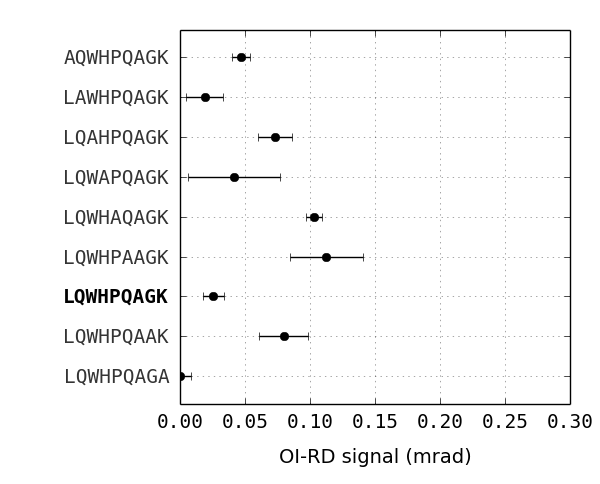 AQWHPQAGK
LAWHPQAGK
LQAHPQAGK
LQWAPQAGK
LQWHAQAGK
LQWHPAAGK
LQWHPQAGK
LQWHPQAAK
LQWHPQAGA
0.00 0.05 0.10 0.15 0.20 0.25 0.30
OI-RD signal (mrad)